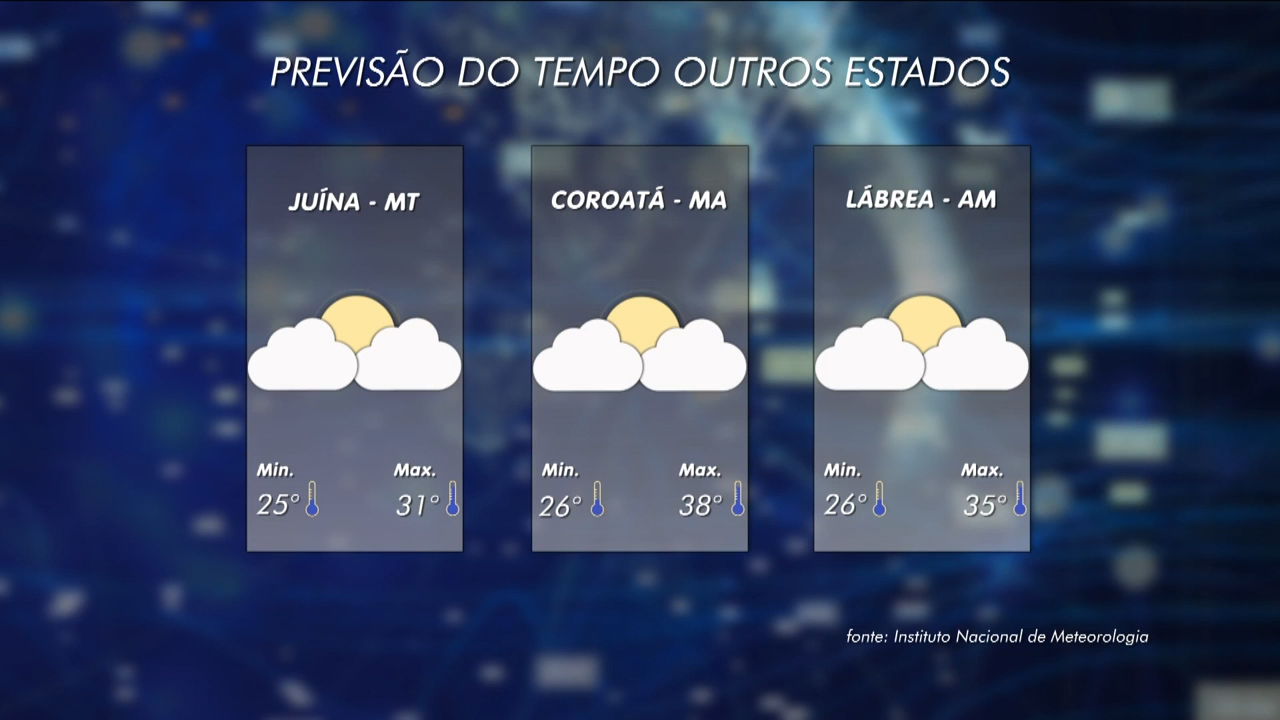 PREVISÃO DO TEMPO OUTROS ESTADOS
JUÍNA - MT
Min. Max.
25° 31°
COROATÁ - MA
Min. Max.
26° 38°
LÁBREA - AM
Min. Max.
26° 35°
fonte: Instituto Nacional de Meteorologia